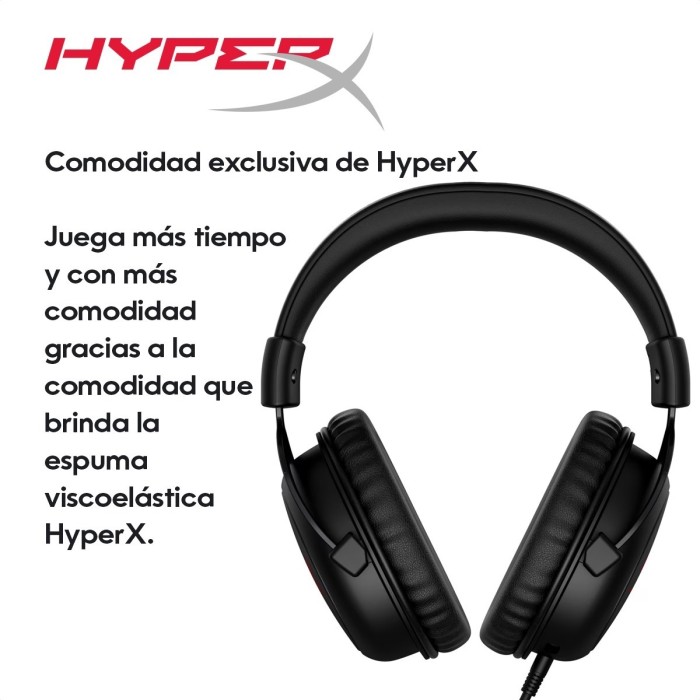 HYPERX
Comodidad exclusiva de HyperX
Juega más tiempo
y con más
comodidad
gracias a la
comodidad que
brinda la
espuma
viscoelástica
HyperX.